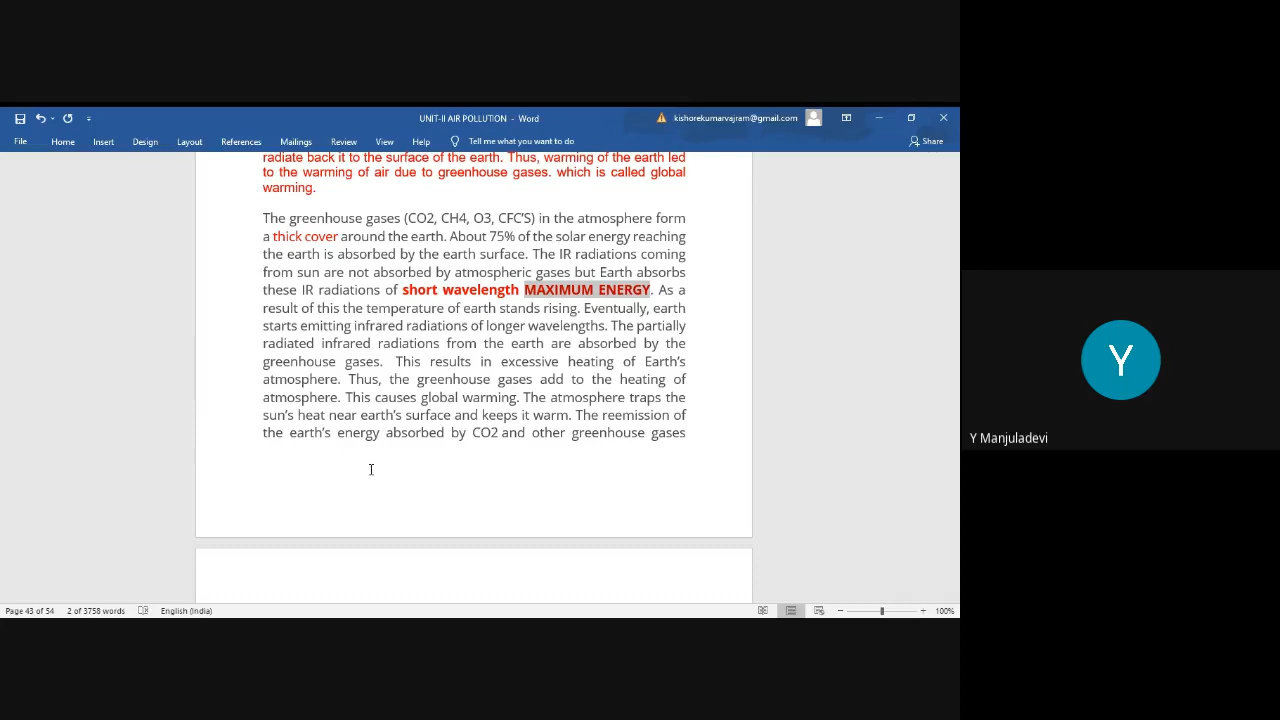 UNIT-II AIR POLLUTION - Word
kishorekumarvajram@gmail.com
File Home Insert Design Layout References Mailings Review View Help Tell me what you want to do Share
radiate back it to the surface of the earth. Thus, warming of the earth led
to the warming of air due to greenhouse gases. which is called global
warming.
The greenhouse gases (CO2, CH4, O3, CFC'S) in the atmosphere form
a thick cover around the earth. About 75% of the solar energy reaching
the earth is absorbed by the earth surface. The IR radiations coming
from sun are not absorbed by atmospheric gases but Earth absorbs
these IR radiations of short wavelength MAXIMUM ENERGY. As a
result of this the temperature of earth stands rising. Eventually, earth
starts emitting infrared radiations of longer wavelengths. The partially
radiated infrared radiations from the earth are absorbed by the
greenhouse gases. This results in excessive heating of Earth's
atmosphere. Thus, the greenhouse gases add to the heating of
atmosphere. This causes global warming. The atmosphere traps the
sun's heat near earth's surface and keeps it warm. The reemission of
the earth's energy absorbed by CO2 and other greenhouse gases
Y
Y Manjuladevi
Page 43 of 54 2 of 3758 words English (India) 100%